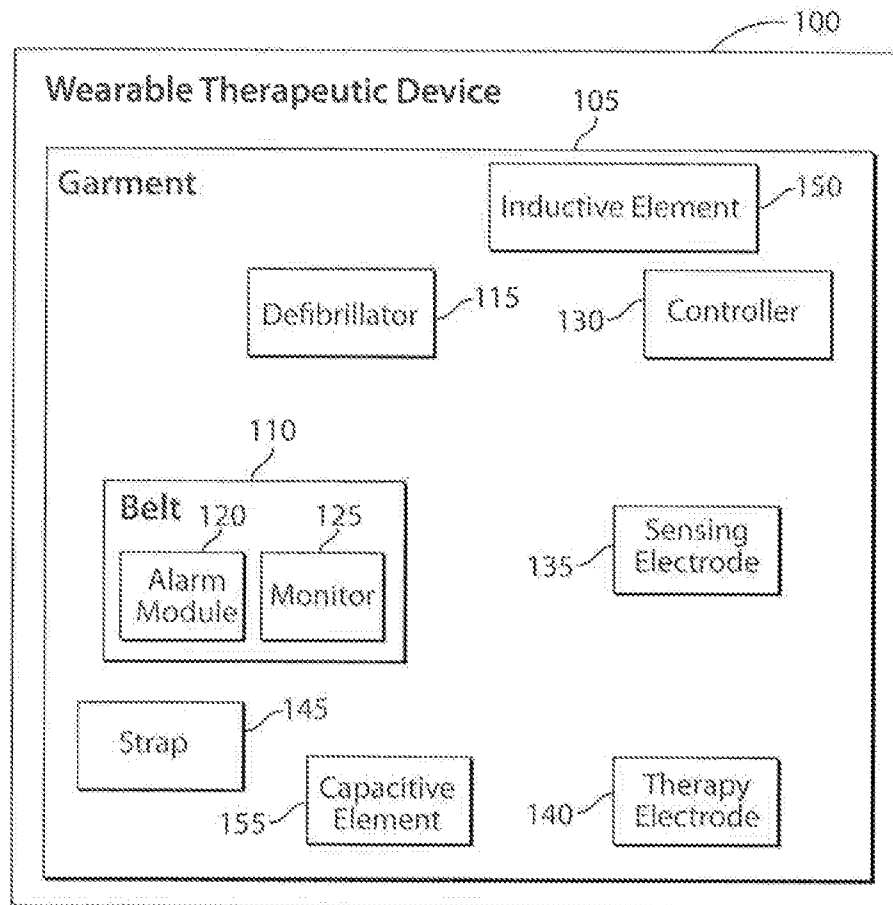 100
Wearable Therapeutic Device
105
Garment
Inductive Element
150
Defibrillator
115
130
Controller
110
Belt
120
125
Alarm
Module
Monitor
135
Sensing
Electrode
Strap
145
155
Capacitive
Element
140
Therapy
Electrode